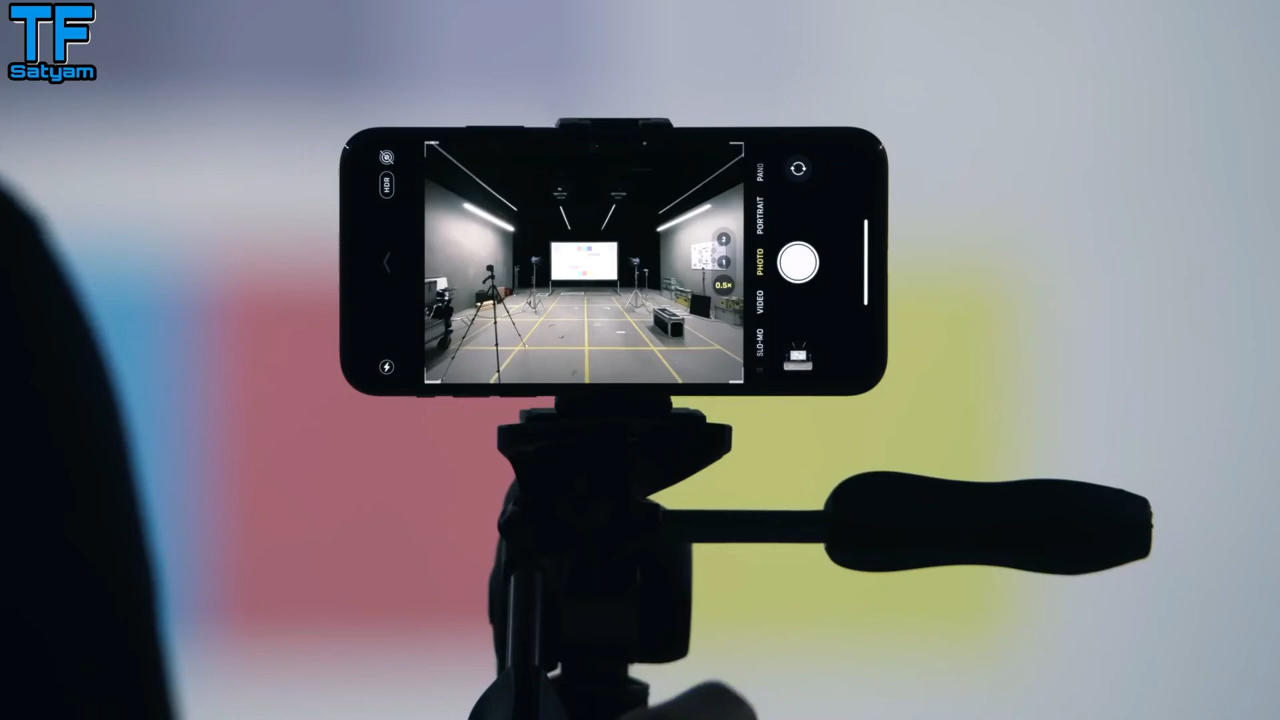 TF
Satyam
HDR
PANO
PORTRAIT
PHOTO
VIDEO
SLO-MO
2
1
0.5×